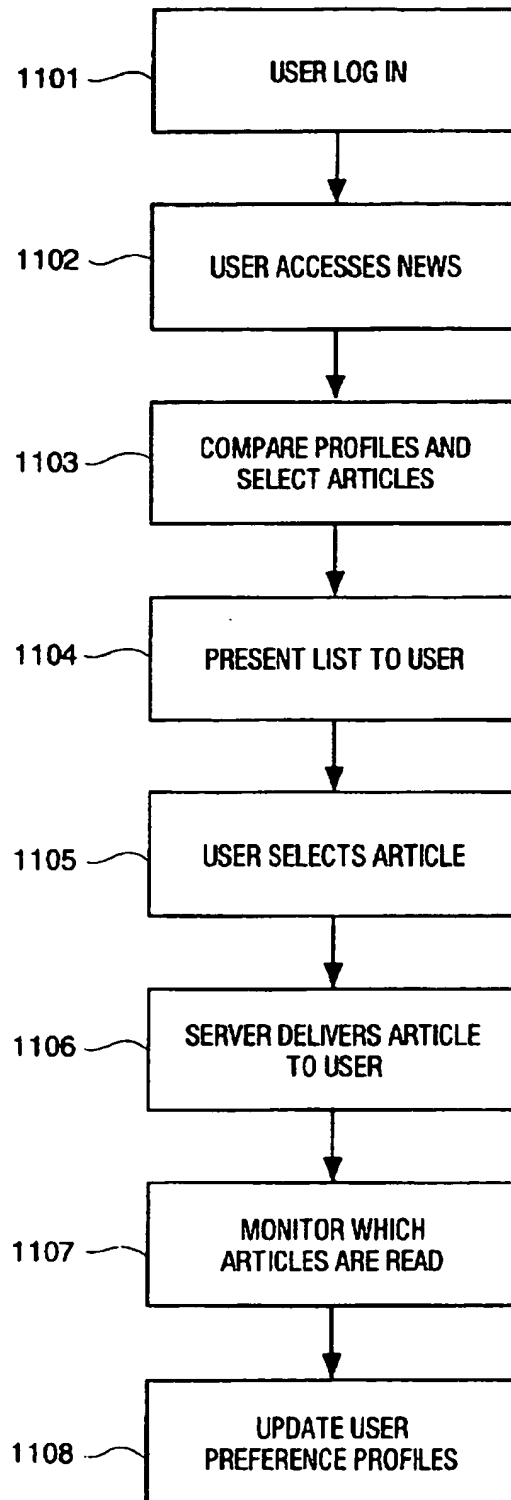 1101
USER LOG IN
1102
USER ACCESSES NEWS
1103
COMPARE PROFILES AND
SELECT ARTICLES
1104
PRESENT LIST TO USER
1105
USER SELECTS ARTICLE
1106
SERVER DELIVERS ARTICLE
TO USER
1107
MONITOR WHICH
ARTICLES ARE READ
1108
UPDATE USER
PREFERENCE PROFILES